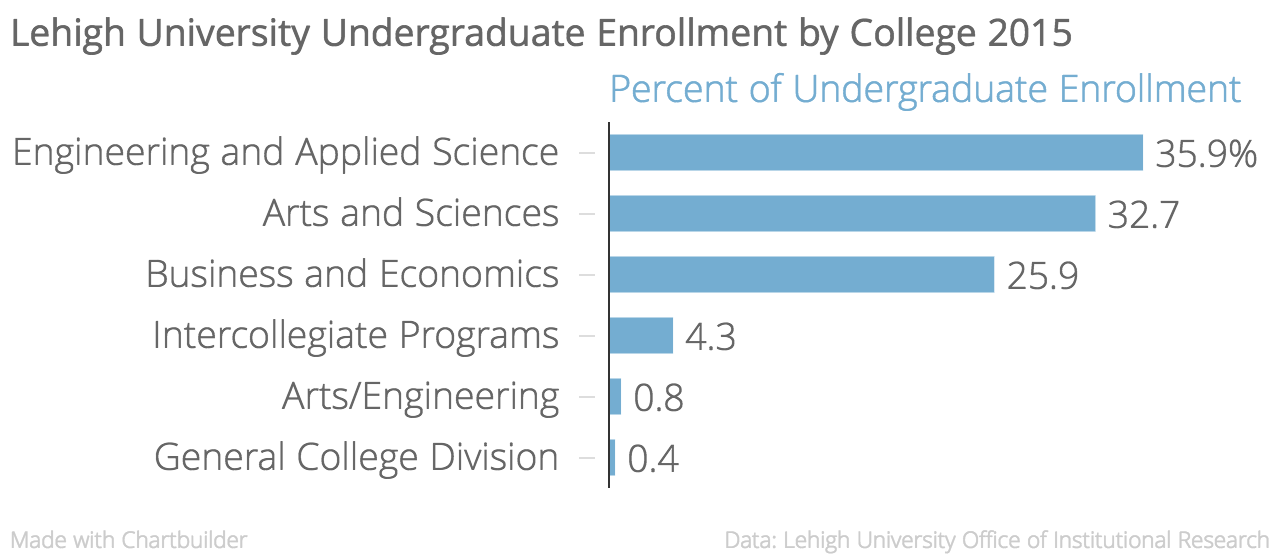 Lehigh University Undergraduate Enrollment by College 2015
Percent of Undergraduate Enrollment
Engineering and Applied Science 35.9%
Arts and Sciences 32.7
Business and Economics 25.9
Intercollegiate Programs 4.3
Arts/Engineering 0.8
General College Division 0.4
Made with Chartbuilder Data: Lehigh University Office of Institutional Research